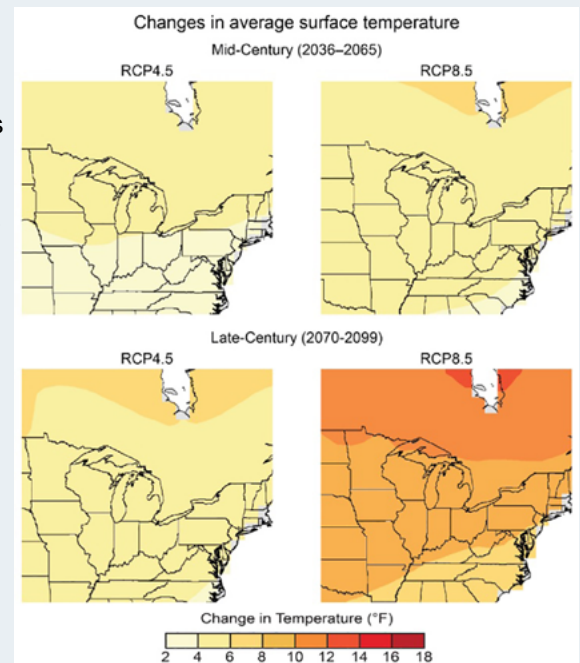 Changes in average surface temperature
Mid-Century (2036–2065)
RCP4.5 RCP8.5
s
Late-Century (2070-2099)
RCP4.5 RCP8.5
Change in Temperature (°F)
2 4 6 8 10 12 14 16 18